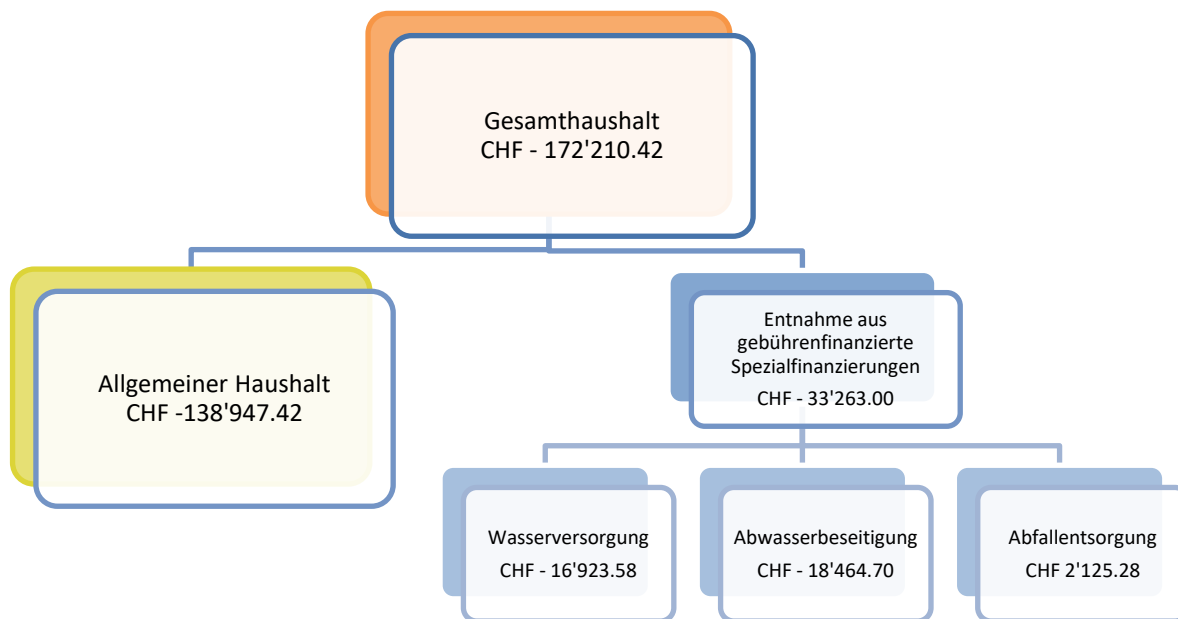 Gesamthaushalt
CHF - 172'210.42
Allgemeiner Haushalt
CHF -138'947.42
Entnahme aus
gebührenfinanzierte
Spezialfinanzierungen
CHF - 33'263.00
Wasserversorgung
CHF - 16'923.58
Abwasserbeseitigung
CHF - 18'464.70
Abfallentsorgung
CHF 2'125.28